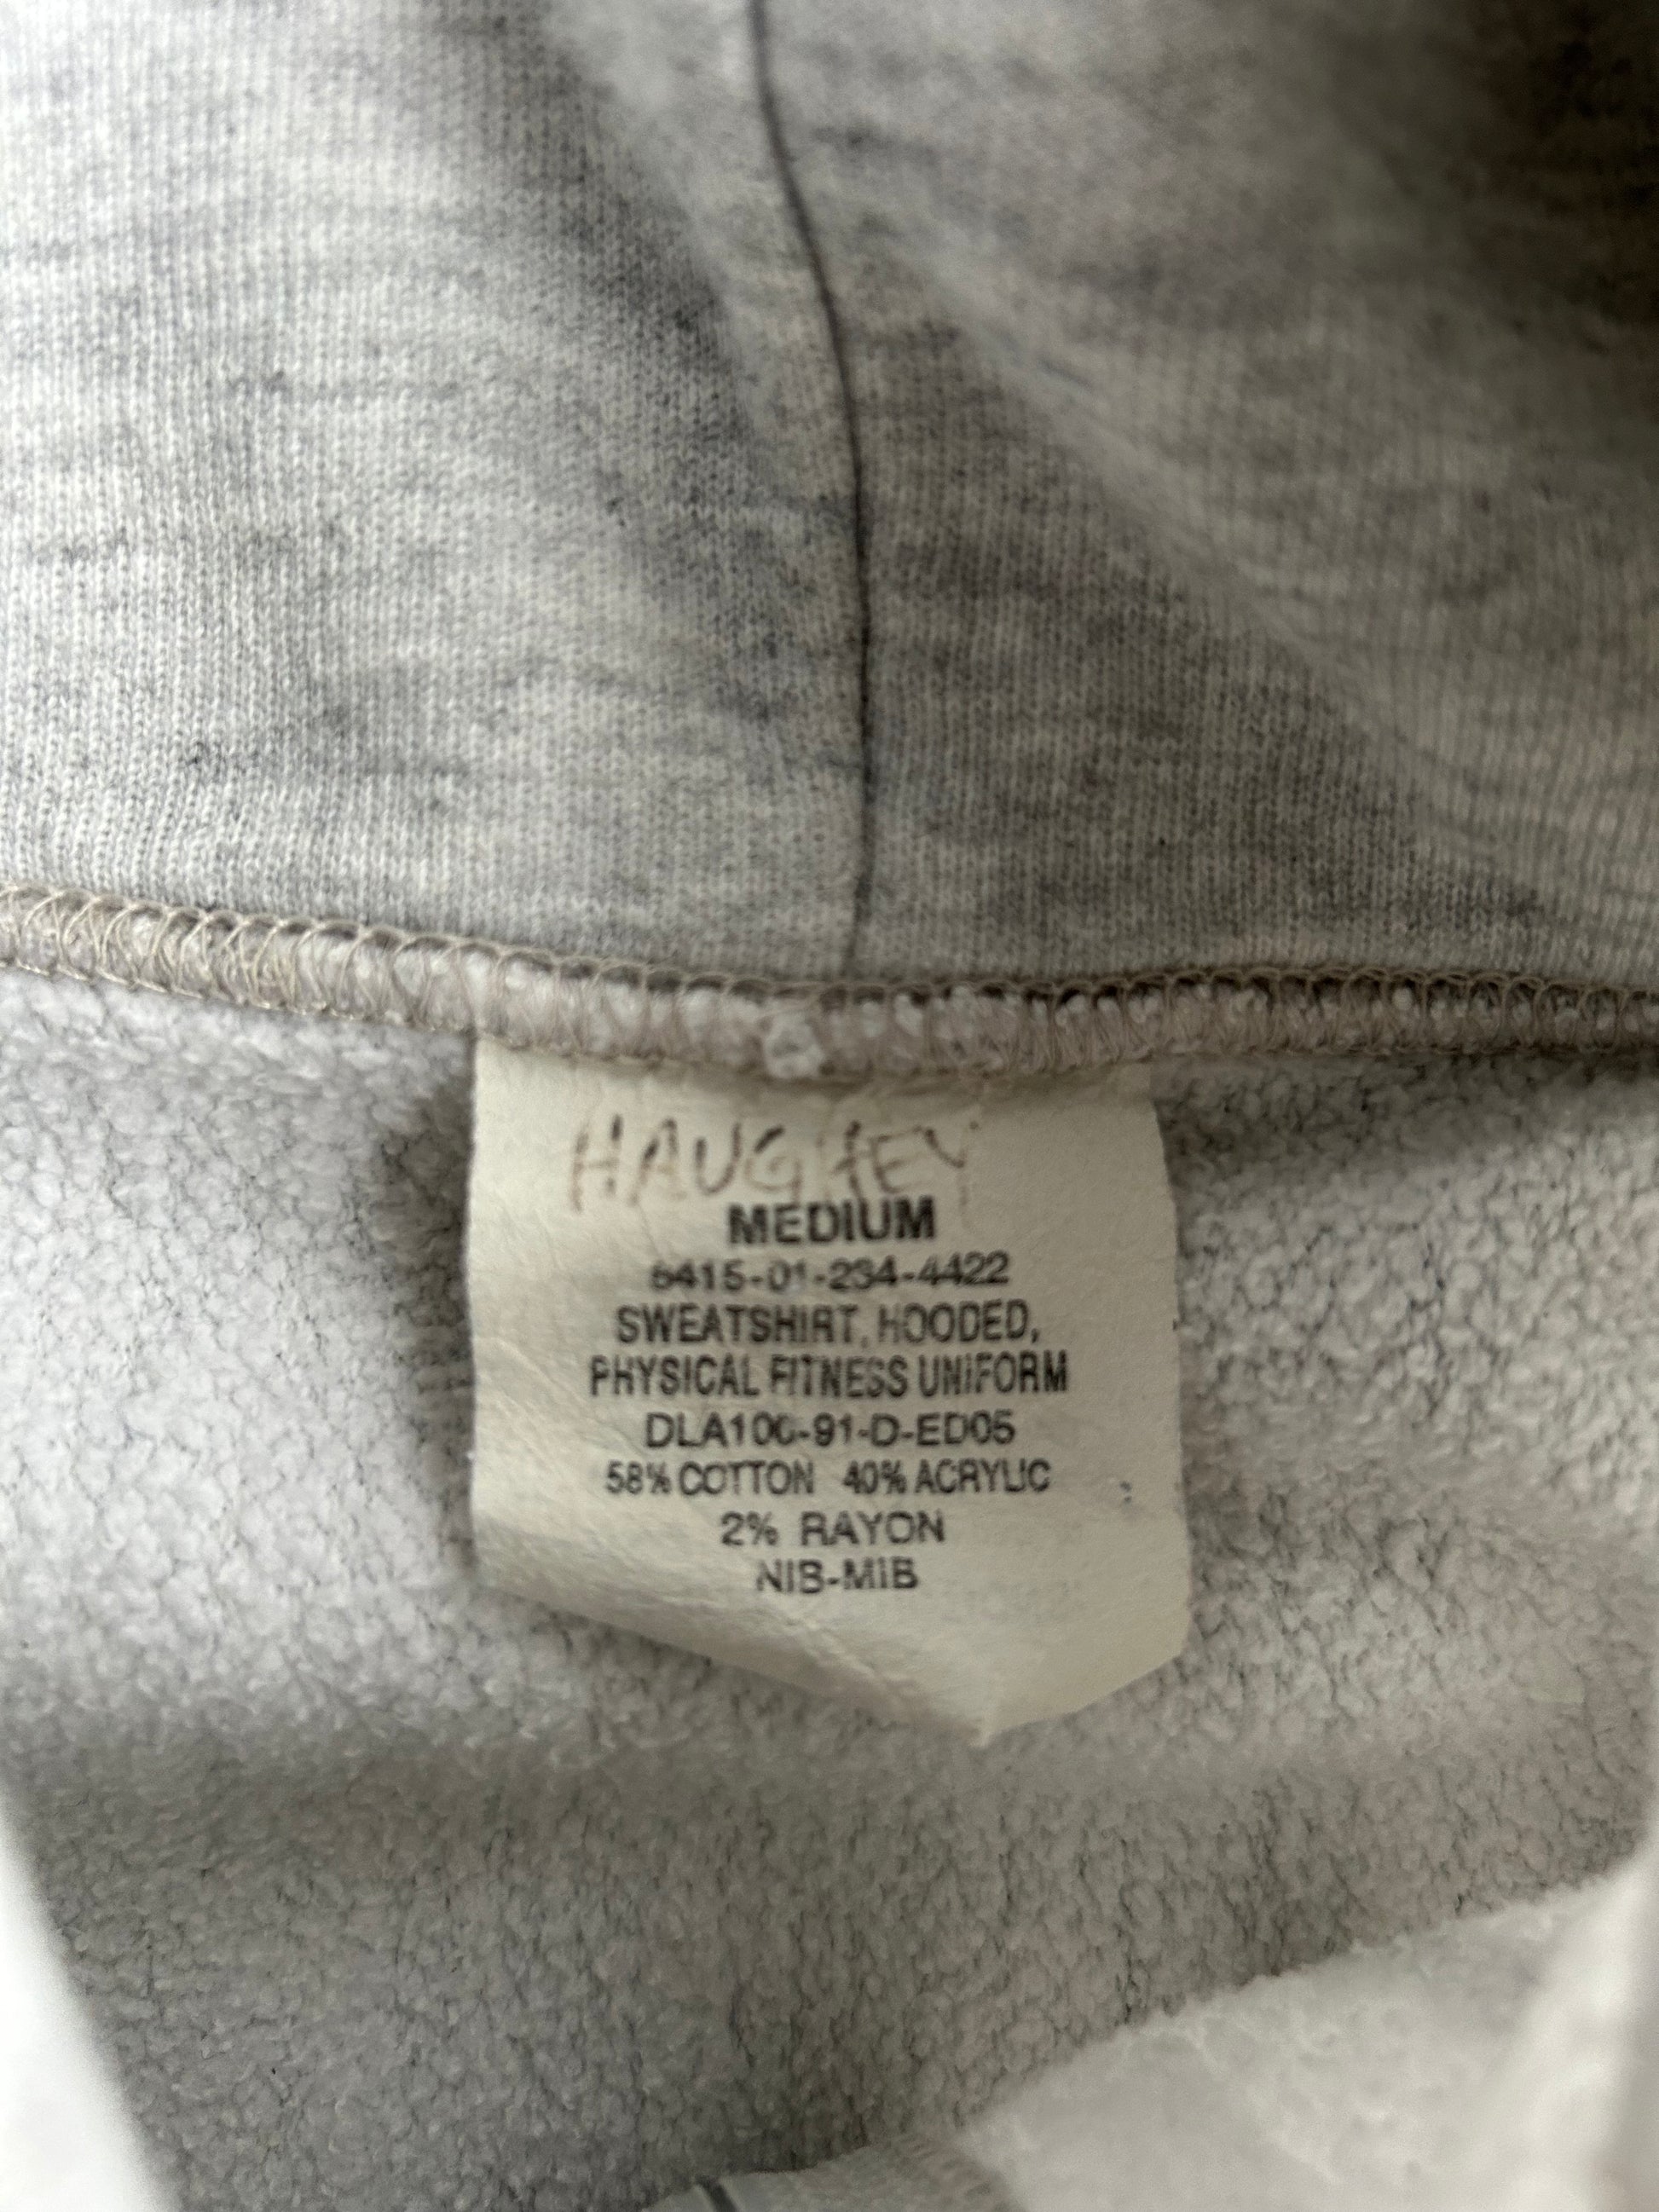 HAUGHEY
MEDIUM
8415-01-234-4422
SWEATSHIRT, HOODED,
PHYSICAL FITNESS UNIFORM
DLA100-91-D-ED05
58% COTTON 40% ACRYLIC
2% RAYON
NIB-MIB